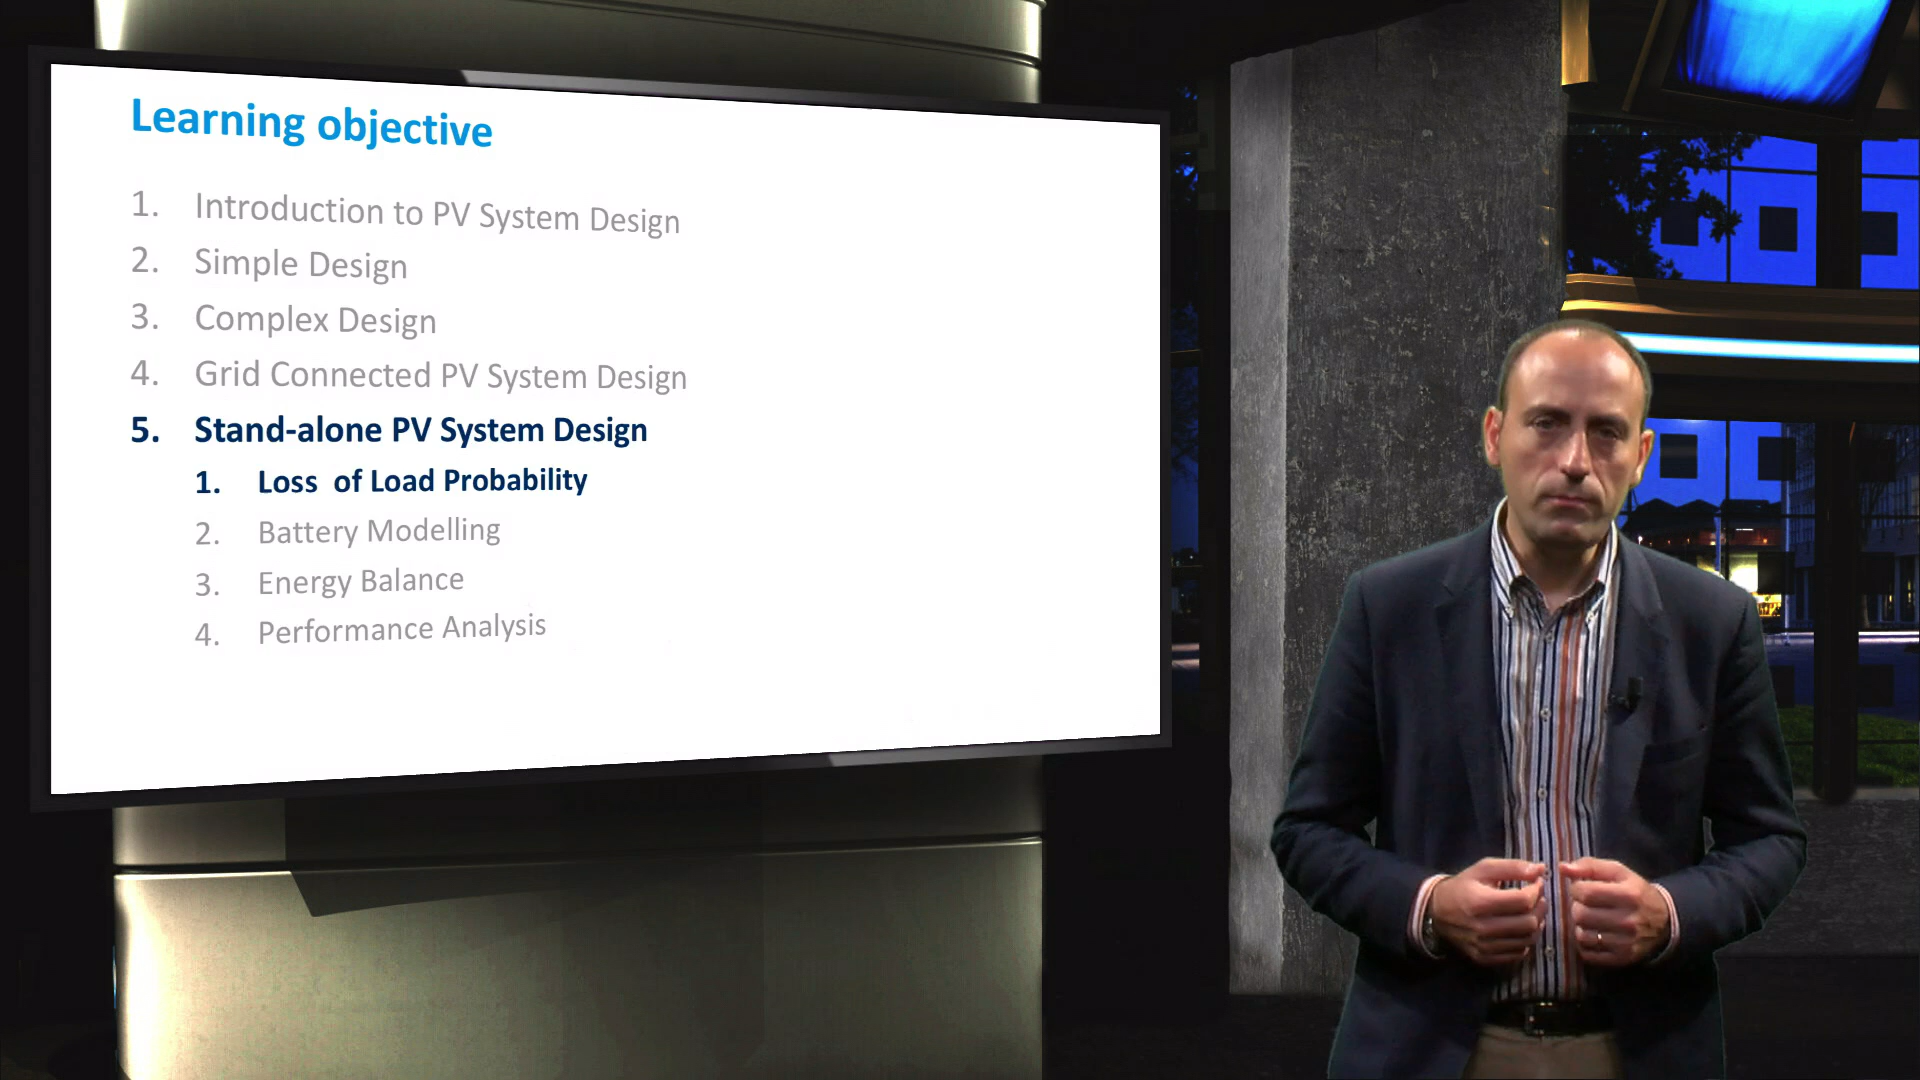 Learning objective
1. Introduction to PV System Design
2. Simple Design
3. Complex Design
4. Grid Connected PV System Design
5. Stand-alone PV System Design
1. Loss of Load Probability
2. Battery Modelling
3. Energy Balance
4. Performance Analysis